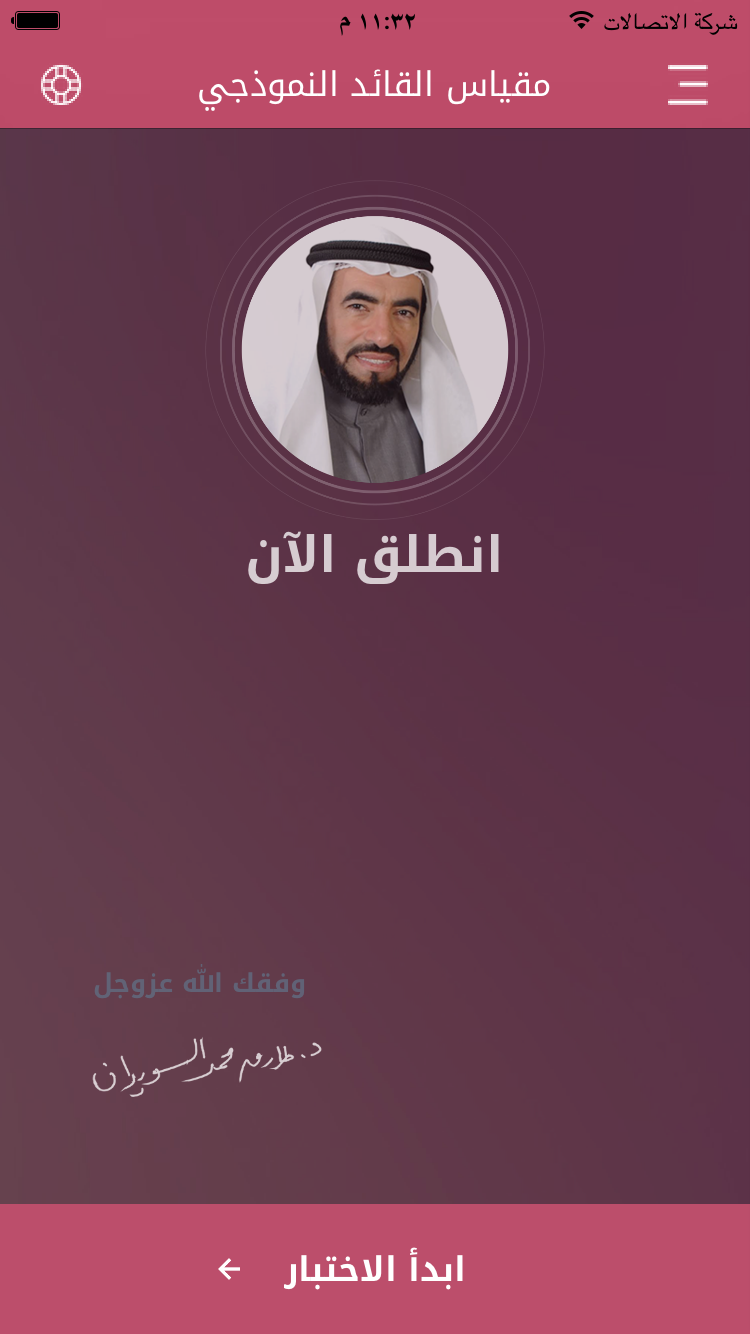 شركة الاتصالات ١١:٣٢ م
مقياس القائد النموذجي
انطلق الآن
وفقك الله عزوجل
د. طارق محمد السويدان
ابدأ الاختبار